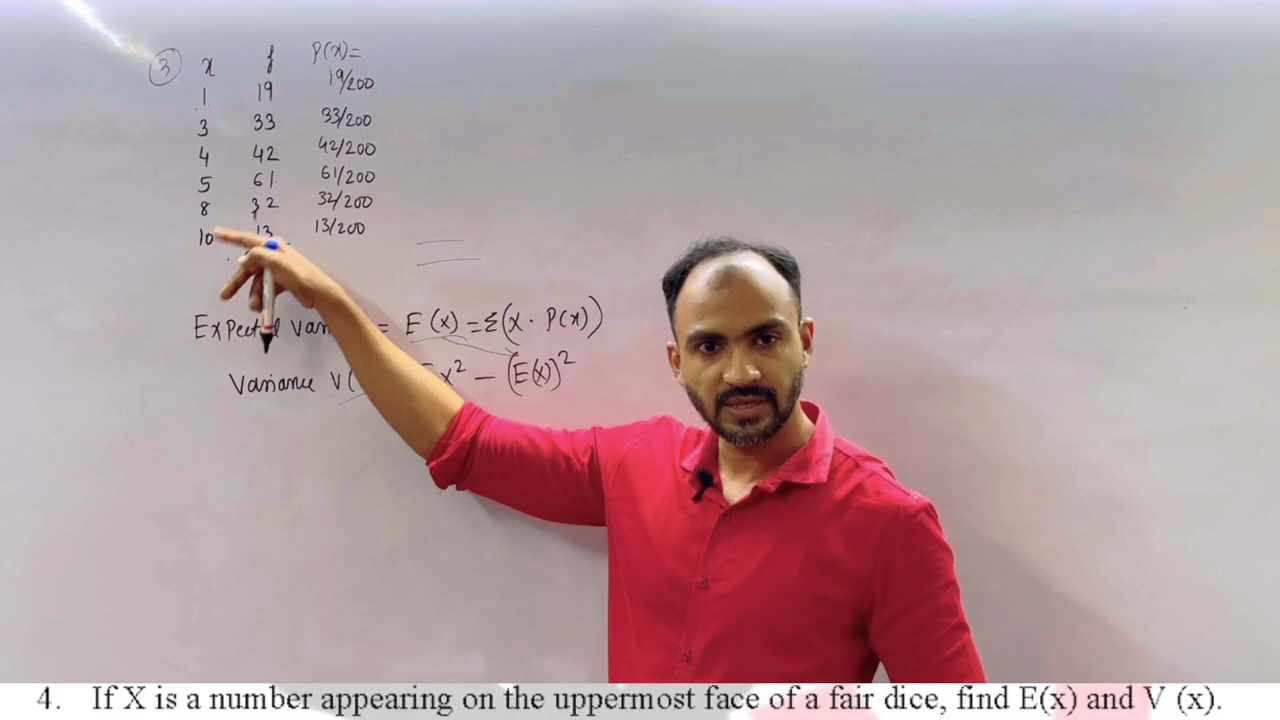 3 x f P(x)=
1 19 19/200
3 33 33/200
4 42 42/200
5 61 61/200
8 32 32/200
10 13 13/200
= E(x) = Σ(x · P(x))
Variance V( x² – (E(x))²
4. If X is a number appearing on the uppermost face of a fair dice, find E(x) and V (x).